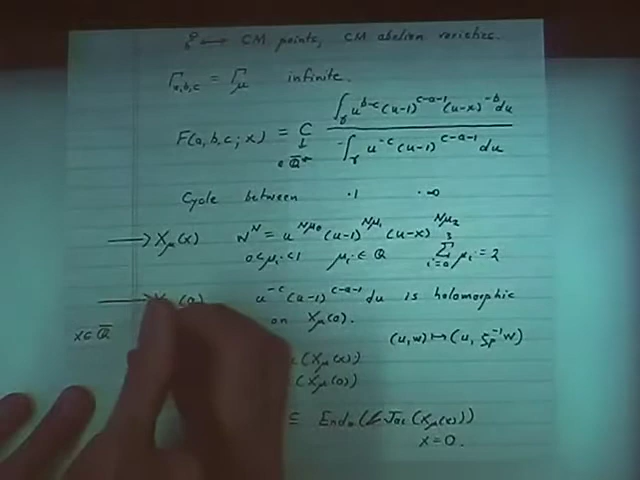 ℰ ⟷ CM points, CM abelian varieties.
Γ_{a,b,c} = Γ_μ infinite.
F(a,b,c;x) = C ∫_γ u^{b-c}(u-1)^{c-a-1}(u-x)^{-b}du / ∫_γ u^{-c}(u-1)^{c-a-1}du
↓
∈ Q̄*
Cycle between ·1 ·∞
→ X_μ(x) w^N = u^{Nμ_0}(u-1)^{Nμ_1}(u-x)^{Nμ_2}
0<μ_i<1 μ_i ∈ Q Σ_{i=0}^{3} μ_i = 2
→ (0) u^{-c}(u-1)^{c-a-1}du is holomorphic
on X_μ(0).
x ∈ Q̄ (u,w) ↦ (u, ζ_p^{-1}w)
(X_μ(x))
(X_μ(0))
⊆ End_0(Jac(X_μ(x)))
x=0.